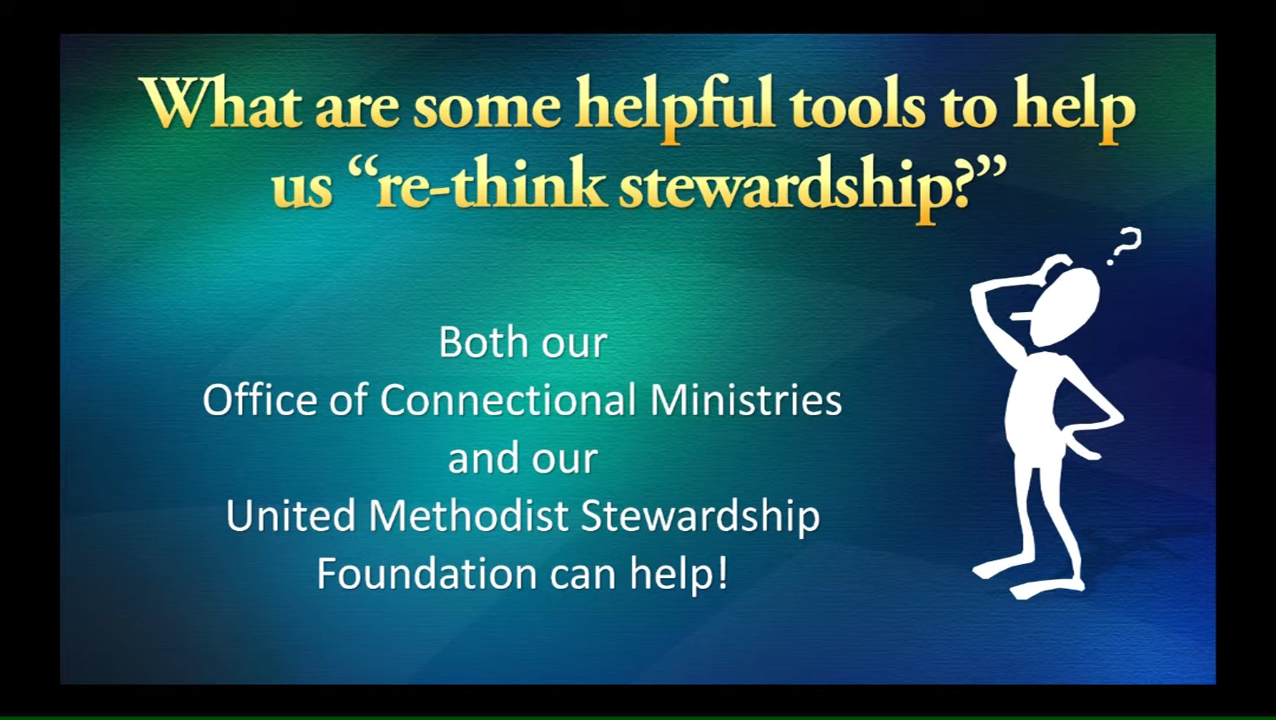 What are some helpful tools to help
us “re-think stewardship?”
?
Both our
Office of Connectional Ministries
and our
United Methodist Stewardship
Foundation can help!